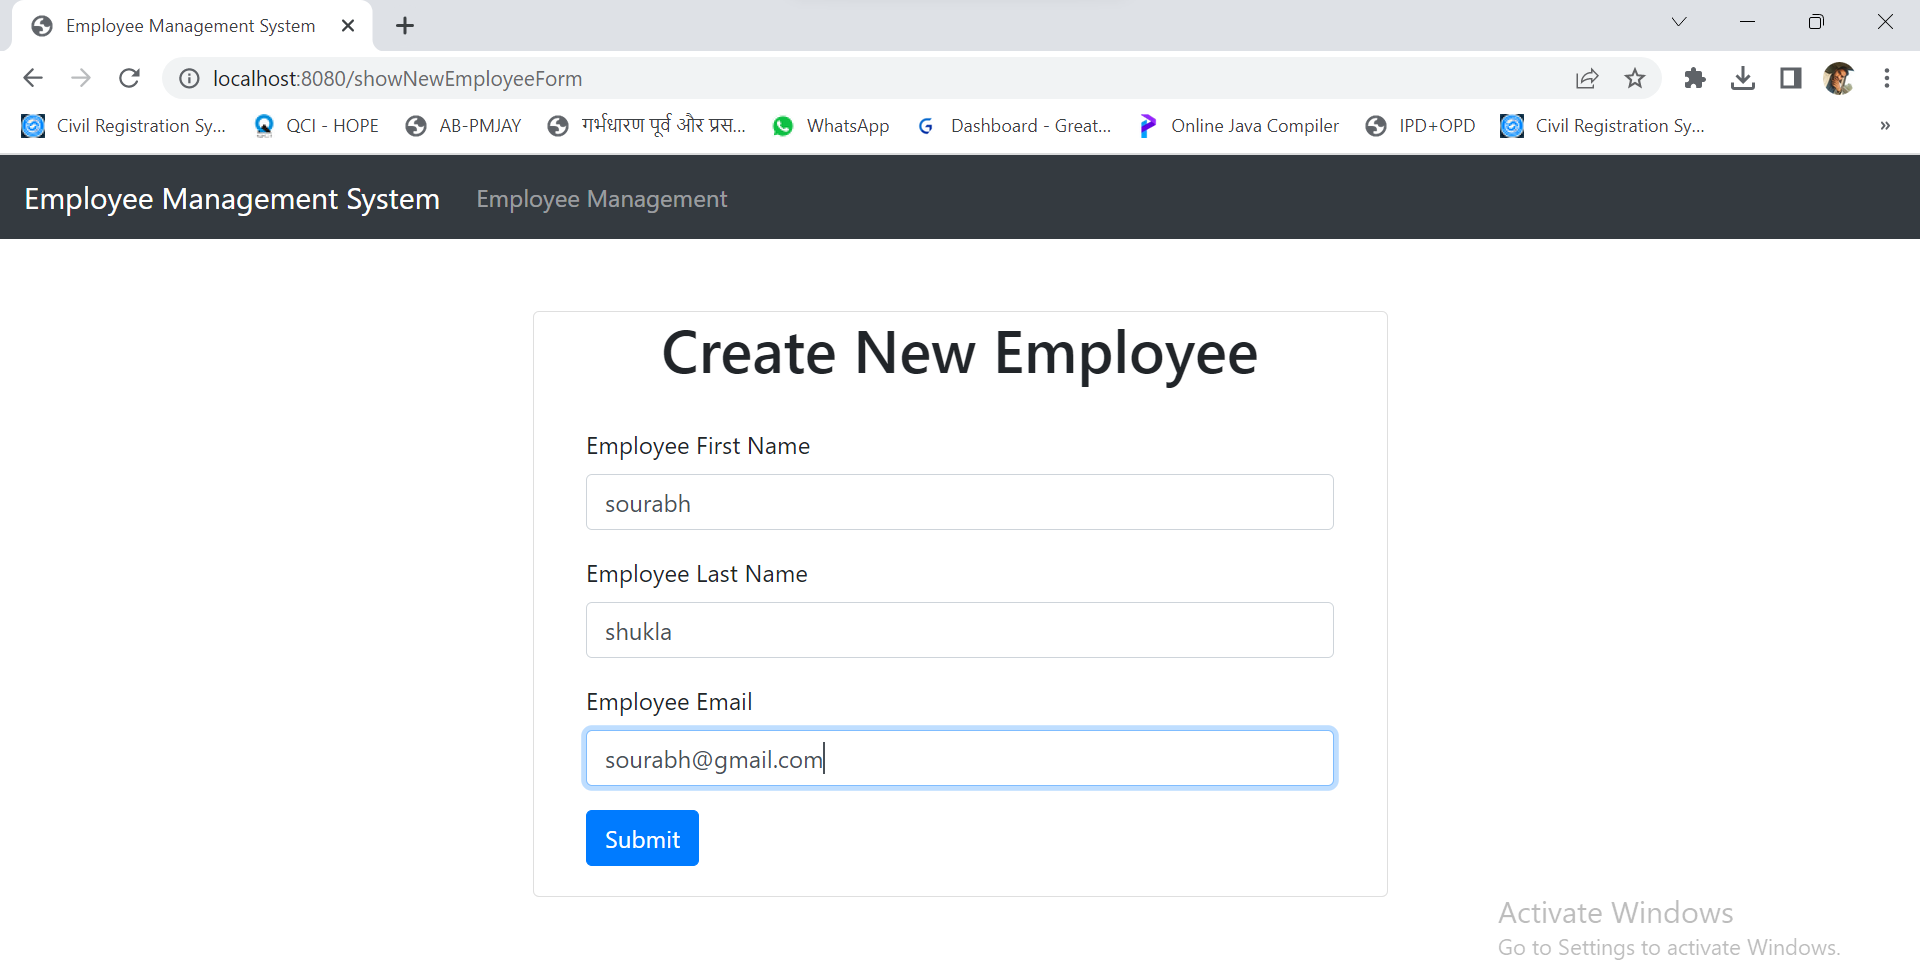 Employee Management System
localhost:8080/showNewEmployeeForm
Civil Registration Sy... QCI - HOPE AB-PMJAY गर्भधारण पूर्व और प्रस... WhatsApp Dashboard - Great... Online Java Compiler IPD+OPD Civil Registration Sy... »
Employee Management System Employee Management
Create New Employee
Employee First Name
sourabh
Employee Last Name
shukla
Employee Email
sourabh@gmail.com
Submit
Activate Windows
Go to Settings to activate Windows.